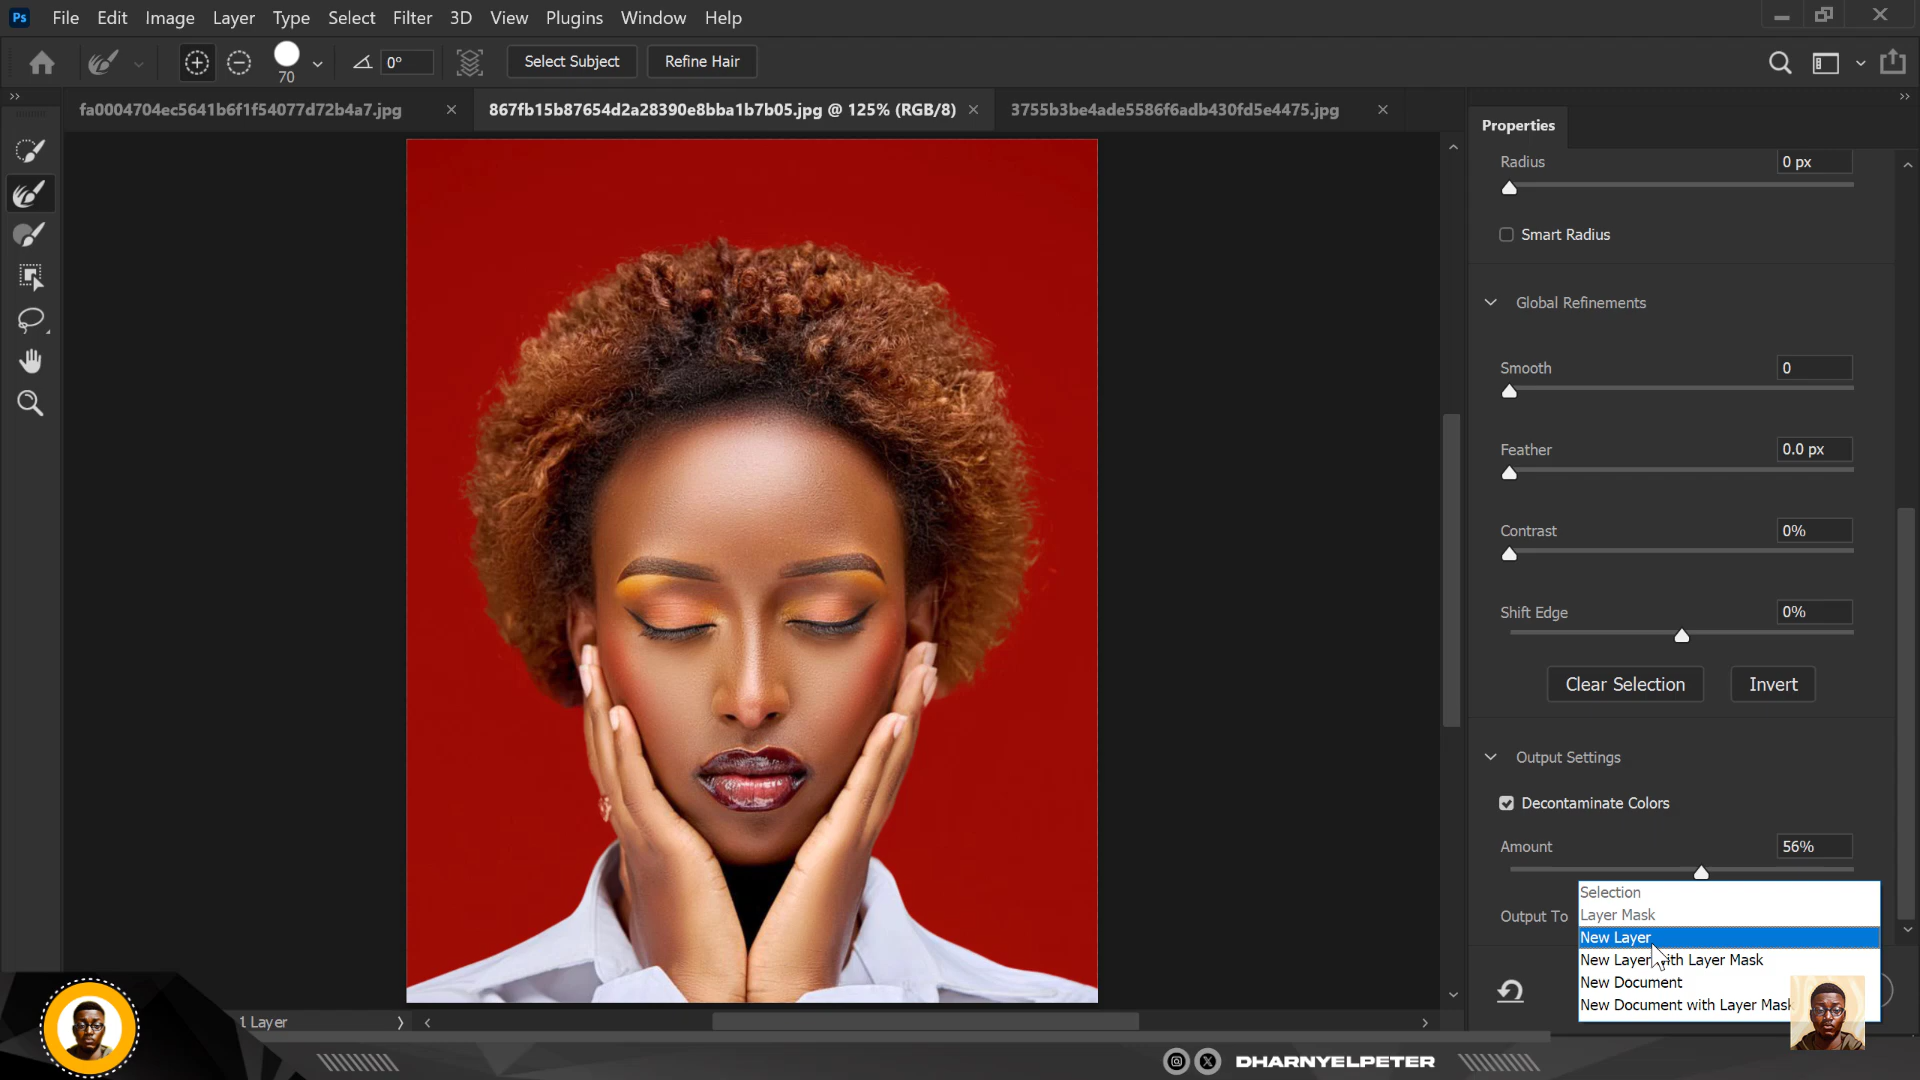 Ps File Edit Image Layer Type Select Filter 3D View Plugins Window Help
70 0° Select Subject Refine Hair
fa0004704ec5641b6f1f54077d72b4a7.jpg 867fb15b87654d2a28390e8bba1b7b05.jpg @ 125% (RGB/8) 3755b3be4ade5586f6adb430fd5e4475.jpg
Properties
Radius 0 px
Smart Radius
Global Refinements
Smooth 0
Feather 0.0 px
Contrast 0%
Shift Edge 0%
Clear Selection Invert
Output Settings
Decontaminate Colors
Amount 56%
Output To
Selection
Layer Mask
New Layer
New Layer with Layer Mask
New Document
New Document with Layer Mask
1 Layer
DHARNYELPETER